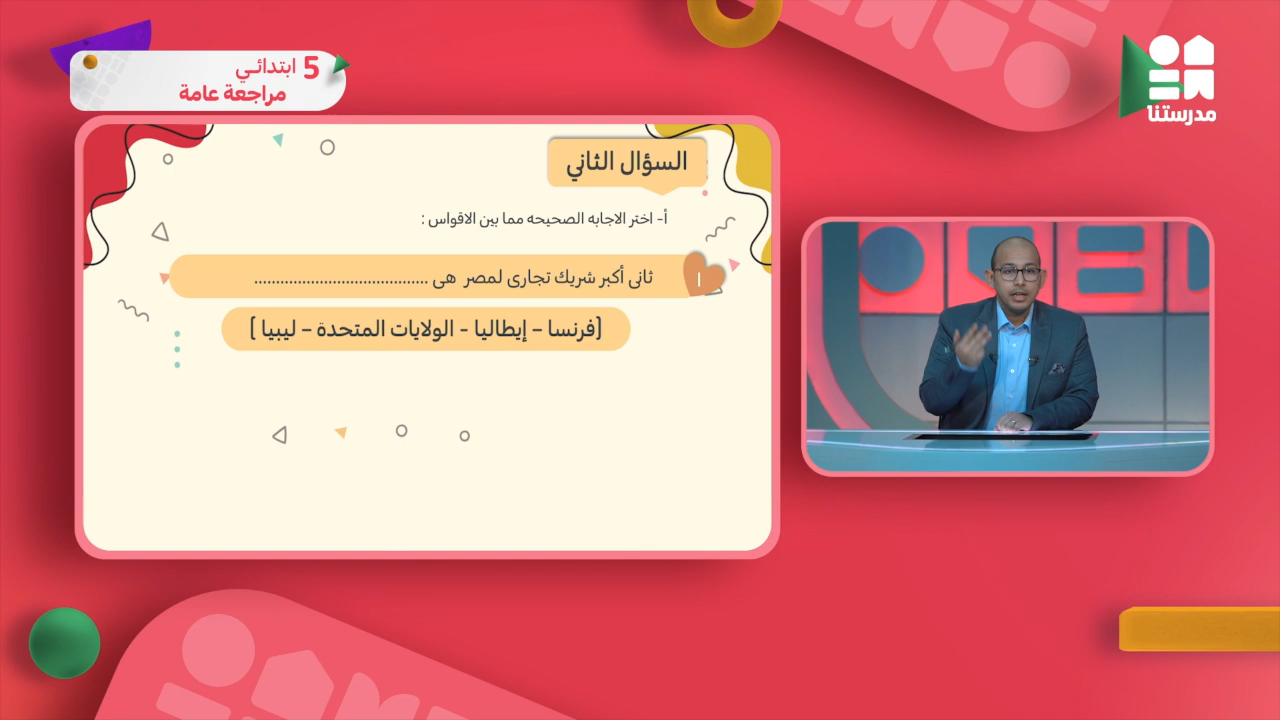 5 ابتدائي
مراجعة عامة
مدرستنا
السؤال الثاني
أ- اختر الاجابه الصحيحه مما بين الاقواس :
١
ثانى أكبر شريك تجارى لمصر هى ........................................
(فرنسا – إيطاليا - الولايات المتحدة – ليبيا )